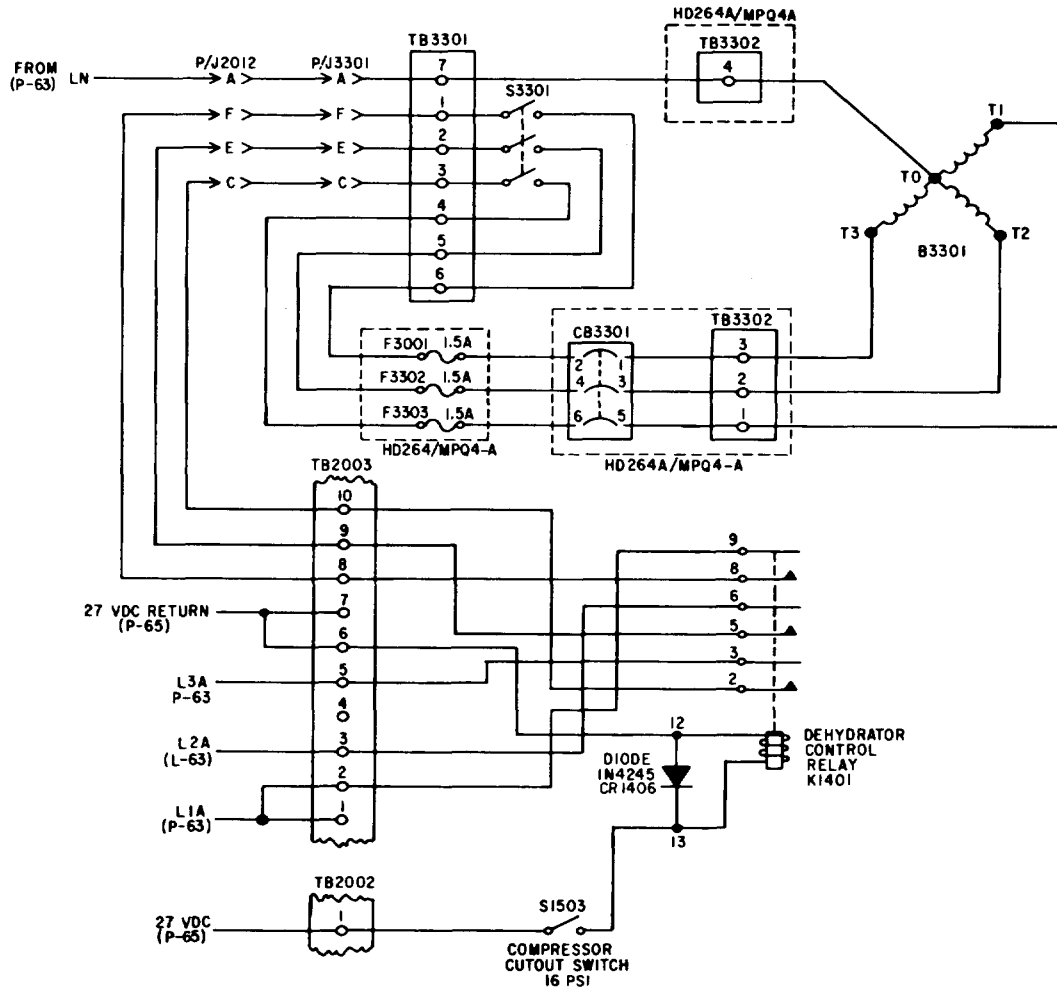 HD264A/MPQ4A
TB3301
TB3302
P/J2012
P/J3301
FROM
(P-63)
LN
A
A
7
4
S3301
F
F
1
E
E
2
C
C
3
4
5
6
T1
T0
T3
T2
B3301
CB3301
TB3302
F3001 1.5A
2
1
3
F3302 1.5A
4
3
2
F3303 1.5A
6
5
1
HD264/MPQ4-A
HD264A/MPQ4-A
TB2003
10
9
8
7
6
5
4
3
2
1
27 VDC RETURN
(P-65)
L3A
P-63
L2A
(L-63)
L1A
(P-63)
9
8
6
5
3
2
12
DIODE
1N4245
CR1406
13
DEHYDRATOR
CONTROL
RELAY
K1401
TB2002
1
27 VDC
(P-65)
S1503
COMPRESSOR
CUTOUT SWITCH
16 PSI